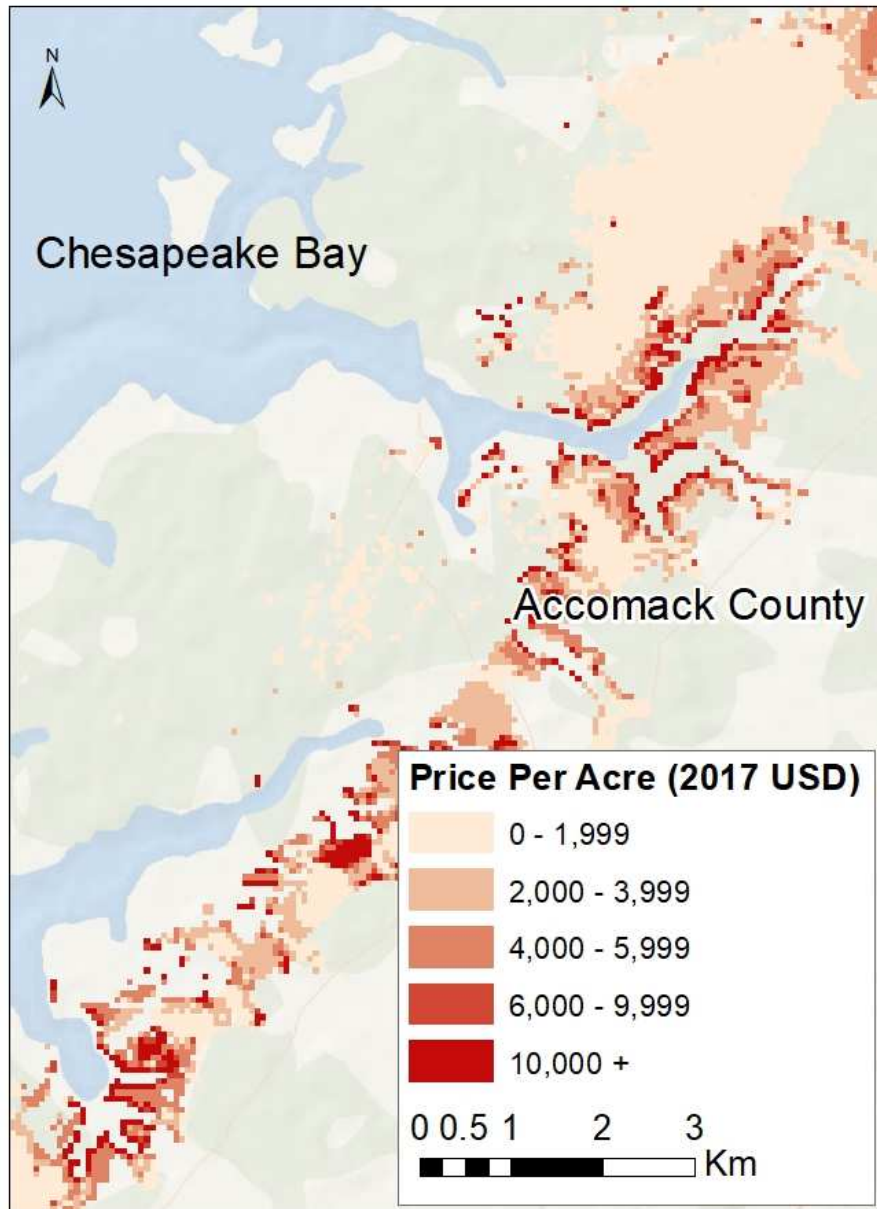 N
Chesapeake Bay
Accomack County
Price Per Acre (2017 USD)
0 - 1,999
2,000 - 3,999
4,000 - 5,999
6,000 - 9,999
10,000 +
0 0.5 1 2 3
Km